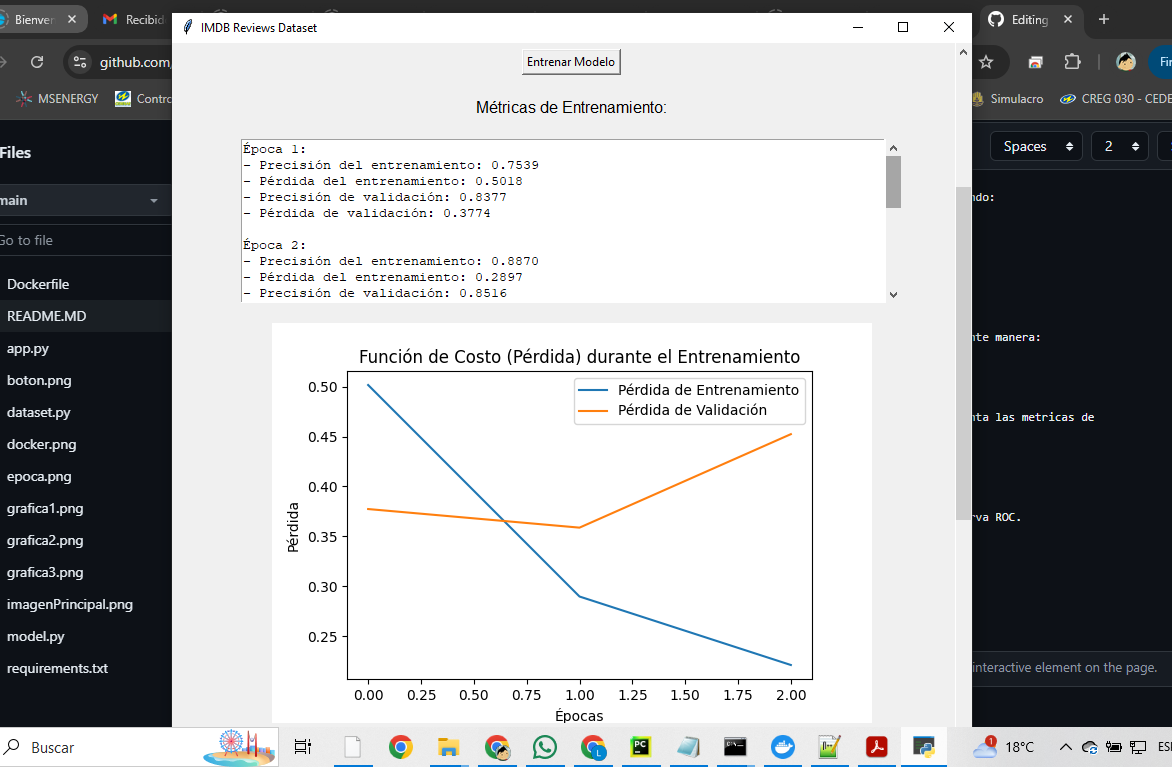 Bienven
Recibid
IMDB Reviews Dataset
Editing
github.com
Fir
MSENERGY
Contro
Simulacro
CREG 030 - CEDE
Entrenar Modelo
Métricas de Entrenamiento:
Files
main
Go to file
Dockerfile
README.MD
app.py
boton.png
dataset.py
docker.png
epoca.png
grafica1.png
grafica2.png
grafica3.png
imagenPrincipal.png
model.py
requirements.txt
Época 1:
- Precisión del entrenamiento: 0.7539
- Pérdida del entrenamiento: 0.5018
- Precisión de validación: 0.8377
- Pérdida de validación: 0.3774
Época 2:
- Precisión del entrenamiento: 0.8870
- Pérdida del entrenamiento: 0.2897
- Precisión de validación: 0.8516
Función de Costo (Pérdida) durante el Entrenamiento
Pérdida de Entrenamiento
Pérdida de Validación
0.50
0.45
0.40
0.35
0.30
0.25
Pérdida
0.00 0.25 0.50 0.75 1.00 1.25 1.50 1.75 2.00
Épocas
Spaces
2
ndo:
nte manera:
nta las metricas de
rva ROC.
interactive element on the page.
Buscar
PC
1
18°C
ESI